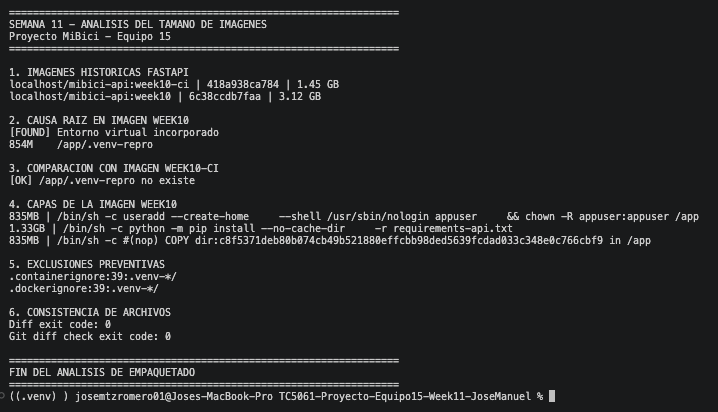 =================================================================
SEMANA 11 - ANALISIS DEL TAMANO DE IMAGENES
Proyecto MiBici - Equipo 15
=================================================================
1. IMAGENES HISTORICAS FASTAPI
localhost/mibici-api:week10-ci | 418a938ca784 | 1.45 GB
localhost/mibici-api:week10 | 6c38ccdb7faa | 3.12 GB
2. CAUSA RAIZ EN IMAGEN WEEK10
[FOUND] Entorno virtual incorporado
854M    /app/.venv-repro
3. COMPARACION CON IMAGEN WEEK10-CI
[OK] /app/.venv-repro no existe
4. CAPAS DE LA IMAGEN WEEK10
835MB | /bin/sh -c useradd --create-home     --shell /usr/sbin/nologin appuser     && chown -R appuser:appuser /app
1.33GB | /bin/sh -c python -m pip install --no-cache-dir     -r requirements-api.txt
835MB | /bin/sh -c #(nop) COPY dir:c8f5371deb80b074cb49b521880effcbb98ded5639fcdad033c348e0c766cbf9 in /app
5. EXCLUSIONES PREVENTIVAS
.containerignore:39:.venv-*/
.dockerignore:39:.venv-*/
6. CONSISTENCIA DE ARCHIVOS
Diff exit code: 0
Git diff check exit code: 0
=================================================================
FIN DEL ANALISIS DE EMPAQUETADO
=================================================================
((.venv) ) josemtzromero01@Joses-MacBook-Pro TC5061-Proyecto-Equipo15-Week11-JoseManuel %